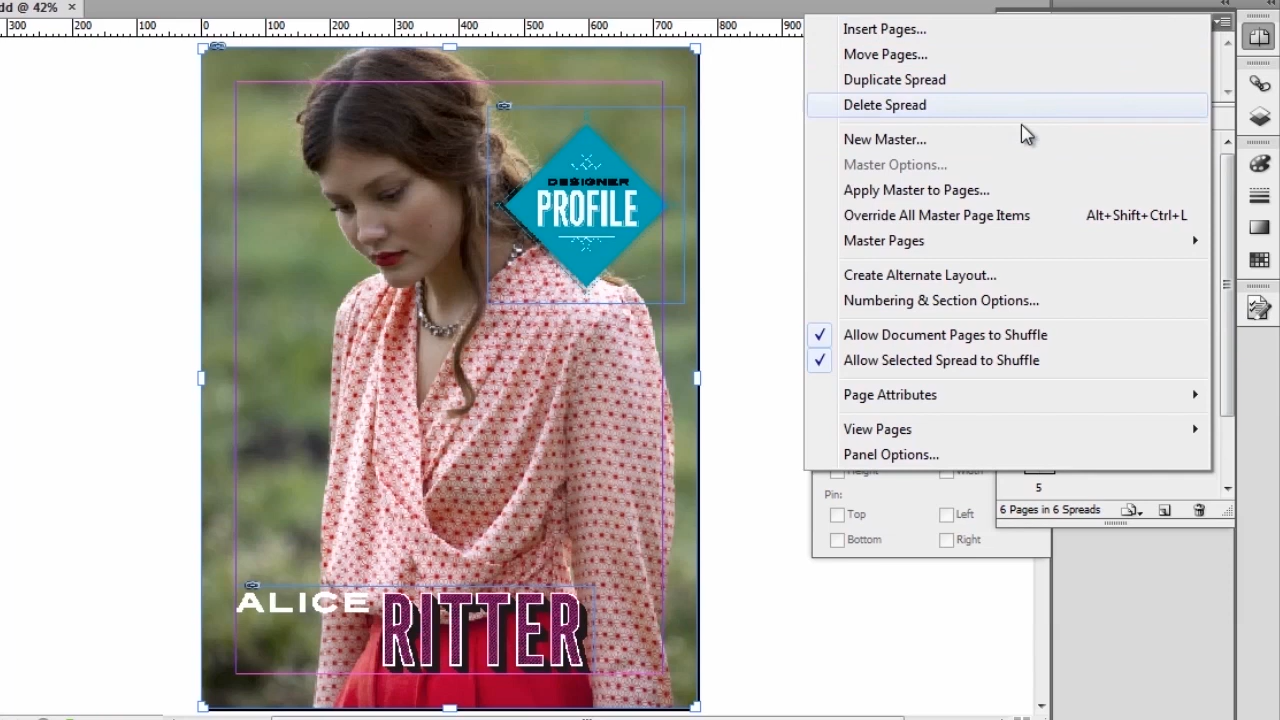 dd @ 42% ×
300 200 100 0 100 200 300 400 500 600 700 800 900
Insert Pages...
Move Pages...
Duplicate Spread
Delete Spread
New Master...
Master Options...
Apply Master to Pages...
Override All Master Page Items Alt+Shift+Ctrl+L
Master Pages
Create Alternate Layout...
Numbering & Section Options...
Allow Document Pages to Shuffle
Allow Selected Spread to Shuffle
Page Attributes
View Pages
Panel Options...
Height Width
5
Pin:
6 Pages in 6 Spreads
Top Left
Bottom Right
DESIGNER
PROFILE
ALICE RITTER